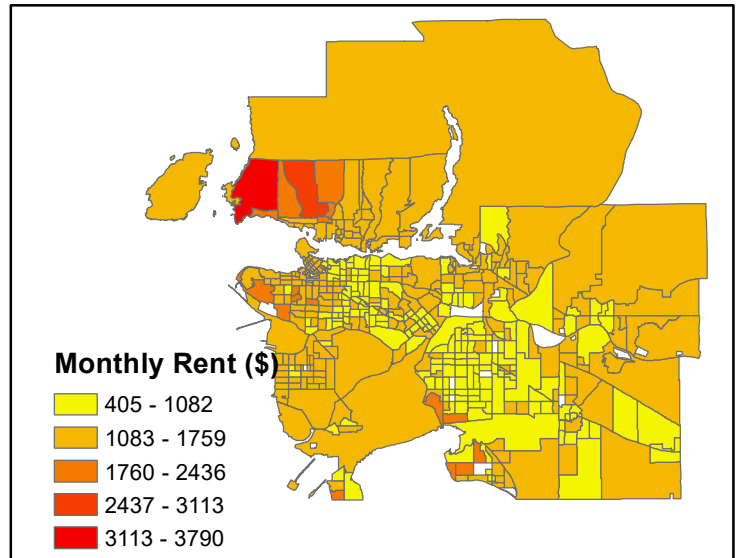 Monthly Rent ($)
405 - 1082
1083 - 1759
1760 - 2436
2437 - 3113
3113 - 3790